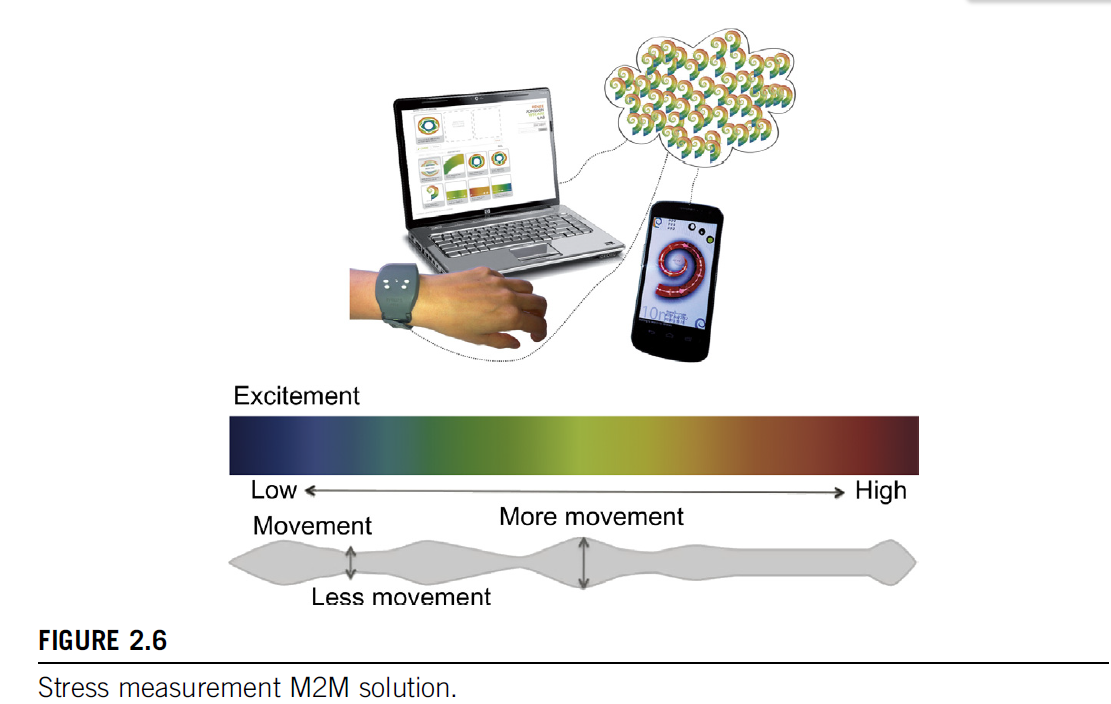 Excitement
Low
High
Movement
More movement
Less movement
FIGURE 2.6
Stress measurement M2M solution.